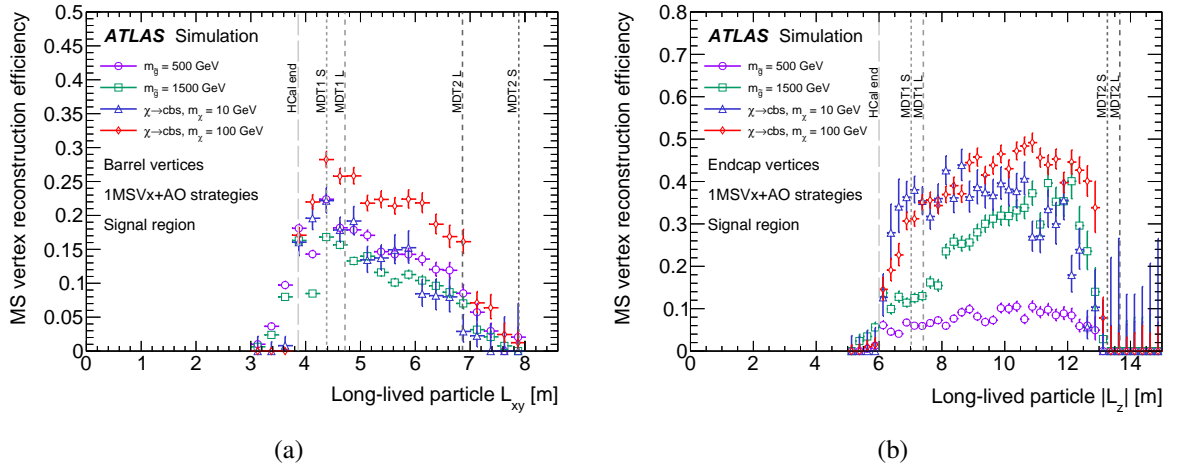 MS vertex reconstruction efficiency
0.5
0.45
0.4
0.35
0.3
0.25
0.2
0.15
0.1
0.05
0
ATLAS Simulation
m_g = 500 GeV
m_g = 1500 GeV
χ→cbs, m_χ = 10 GeV
χ→cbs, m_χ = 100 GeV
Barrel vertices
1MSVx+AO strategies
Signal region
HCal end
MDT1 S
MDT1 L
MDT2 L
MDT2 S
0 1 2 3 4 5 6 7 8
Long-lived particle L_xy [m]
(a)
MS vertex reconstruction efficiency
0.8
0.7
0.6
0.5
0.4
0.3
0.2
0.1
0
ATLAS Simulation
m_g = 500 GeV
m_g = 1500 GeV
χ→cbs, m_χ = 10 GeV
χ→cbs, m_χ = 100 GeV
Endcap vertices
1MSVx+AO strategies
Signal region
HCal end
MDT1 S
MDT1 L
MDT2 S
MDT2 L
0 2 4 6 8 10 12 14
Long-lived particle |L_z| [m]
(b)